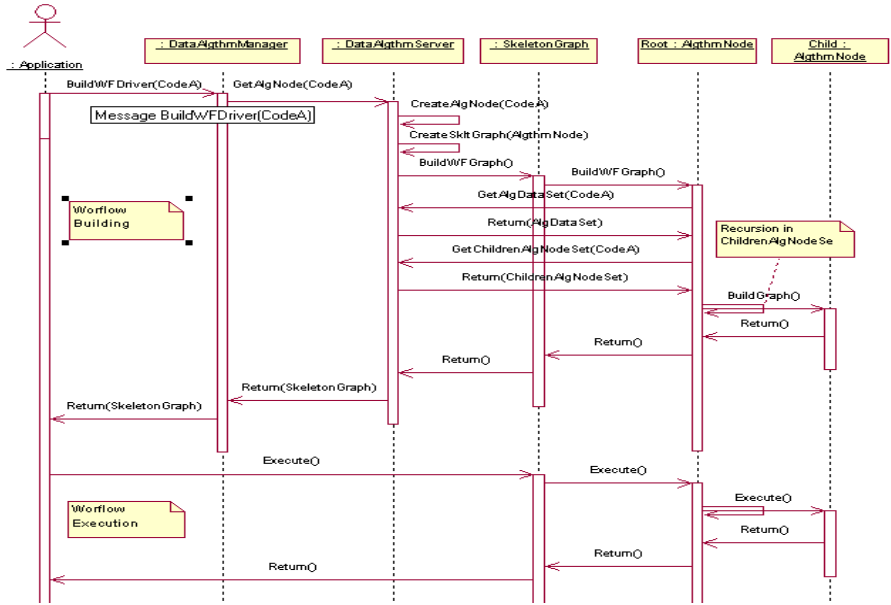 : DataAlgthmManager
: DataAlgthmServer
: SkeletonGraph
Root : AlgthmNode
Child :
AlgthmNode
: Application
BuildWFDriver(CodeA)
GetAlgNode(CodeA)
Message BuildWFDriver(CodeA)
CreateAlgNode(CodeA)
CreateSkltGraph(AlgthmNode)
BuildWFGraph()
BuildWFGraph()
GetAlgDataSet(CodeA)
Worflow
Building
Return(AlgDataSet)
Recursion in
ChildrenAlgNodeSe
GetChildrenAlgNodeSet(CodeA)
Return(ChildrenAlgNodeSet)
BuildGraph()
Return()
Return()
Return()
Return(SkeletonGraph)
Return(SkeletonGraph)
Execute()
Execute()
Execute()
Worflow
Execution
Return()
Return()
Return()